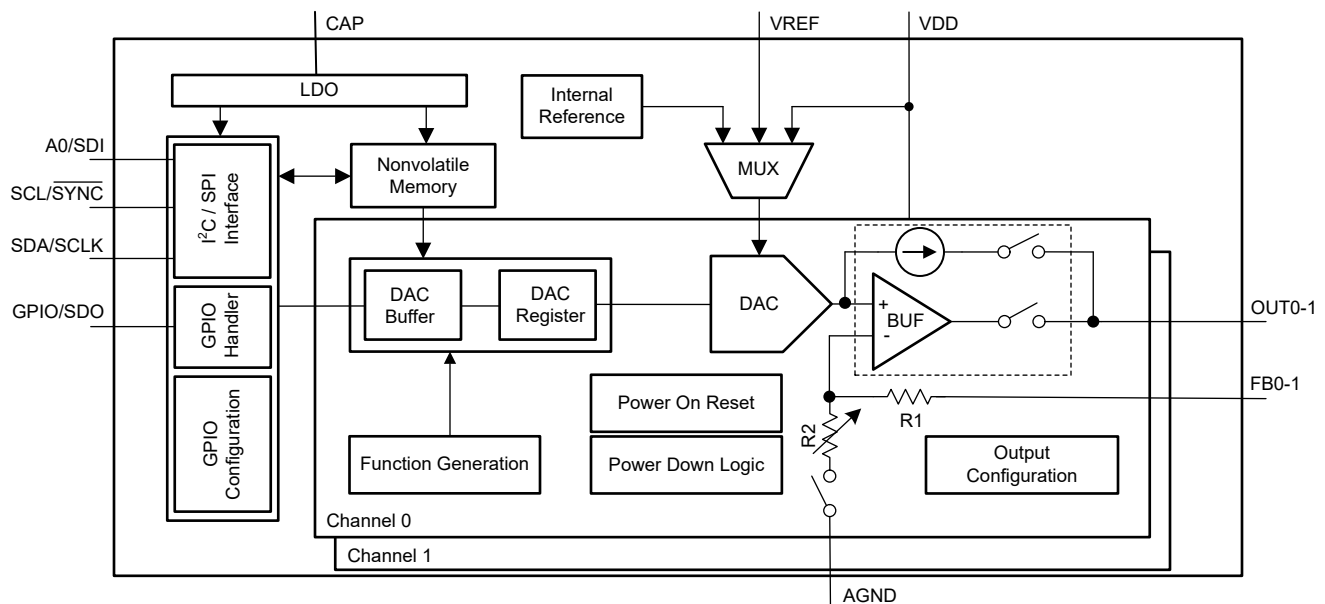 CAP
VREF
VDD
LDO
Internal
Reference
A0/SDI
SCL/SYNC
SDA/SCLK
GPIO/SDO
I²C / SPI
Interface
Nonvolatile
Memory
MUX
DAC
Buffer
DAC
Register
DAC
+
BUF
-
OUT0-1
GPIO
Handler
FB0-1
R1
R2
Power On Reset
GPIO
Configuration
Function Generation
Power Down Logic
Output
Configuration
Channel 0
Channel 1
AGND